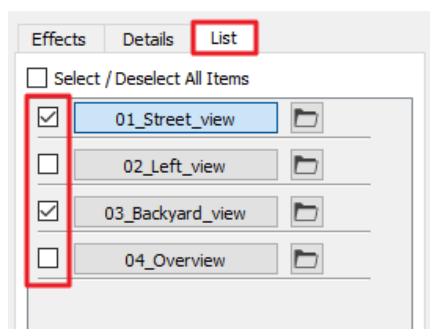 Effects Details List
Select / Deselect All Items
01_Street_view
02_Left_view
03_Backyard_view
04_Overview